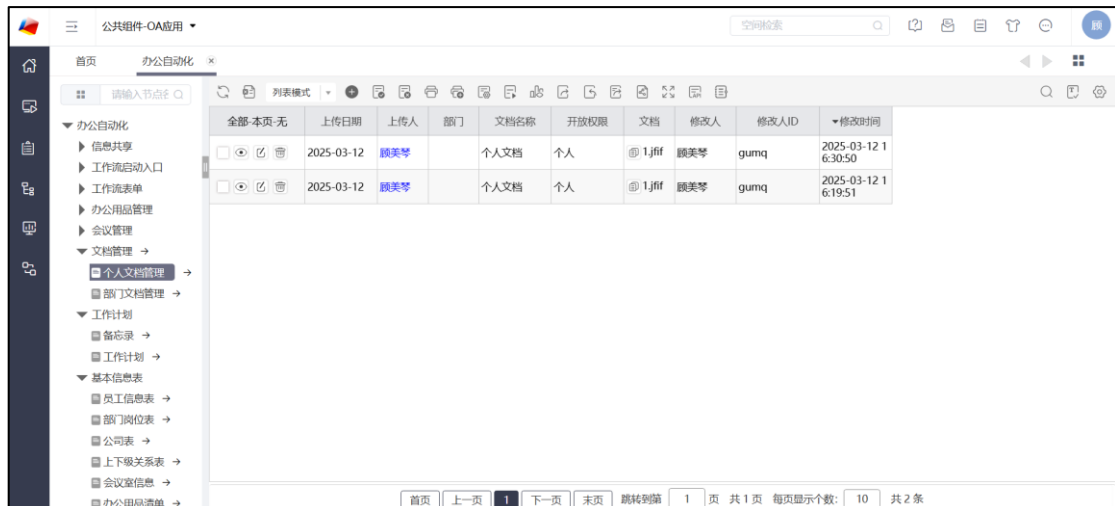 公共组件-OA应用
空间检索
顾
首页 办公自动化
请输入节点名
列表模式
办公自动化
信息共享
工作流启动入口
工作流表单
办公用品管理
会议管理
文档管理
个人文档管理
部门文档管理
工作计划
备忘录
工作计划
基本信息表
员工信息表
部门岗位表
公司表
上下级关系表
会议室信息
办公用品清单
全部-本页-无 上传日期 上传人 部门 文档名称 开放权限 文档 修改人 修改人ID 修改时间
2025-03-12 顾美琴 个人文档 个人 1.jfif 顾美琴 gumq 2025-03-12 1
6:30:50
2025-03-12 顾美琴 个人文档 个人 1.jfif 顾美琴 gumq 2025-03-12 1
6:19:51
首页 上一页 1 下一页 末页 跳转到第 1 页 共1页 每页显示个数: 10 共2条